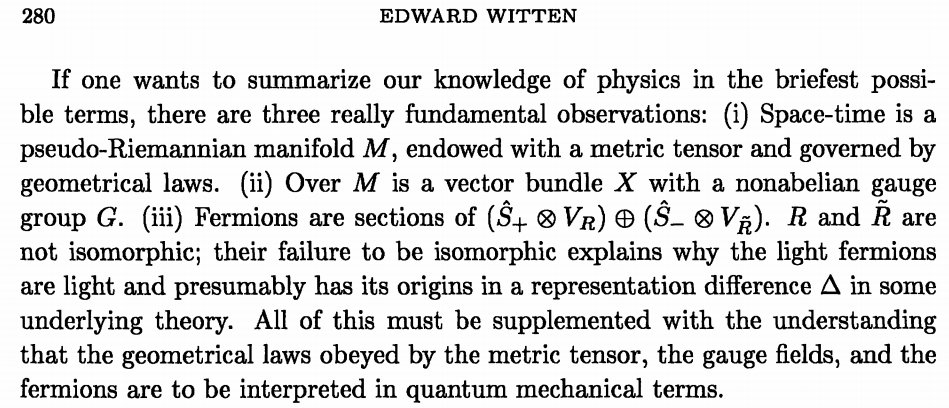 280 EDWARD WITTEN
If one wants to summarize our knowledge of physics in the briefest possi-
ble terms, there are three really fundamental observations: (i) Space-time is a
pseudo-Riemannian manifold M, endowed with a metric tensor and governed by
geometrical laws. (ii) Over M is a vector bundle X with a nonabelian gauge
group G. (iii) Fermions are sections of (Ŝ₊ ⊗ V_R) ⊕ (Ŝ₋ ⊗ V_R̃). R and R̃ are
not isomorphic; their failure to be isomorphic explains why the light fermions
are light and presumably has its origins in a representation difference Δ in some
underlying theory. All of this must be supplemented with the understanding
that the geometrical laws obeyed by the metric tensor, the gauge fields, and the
fermions are to be interpreted in quantum mechanical terms.